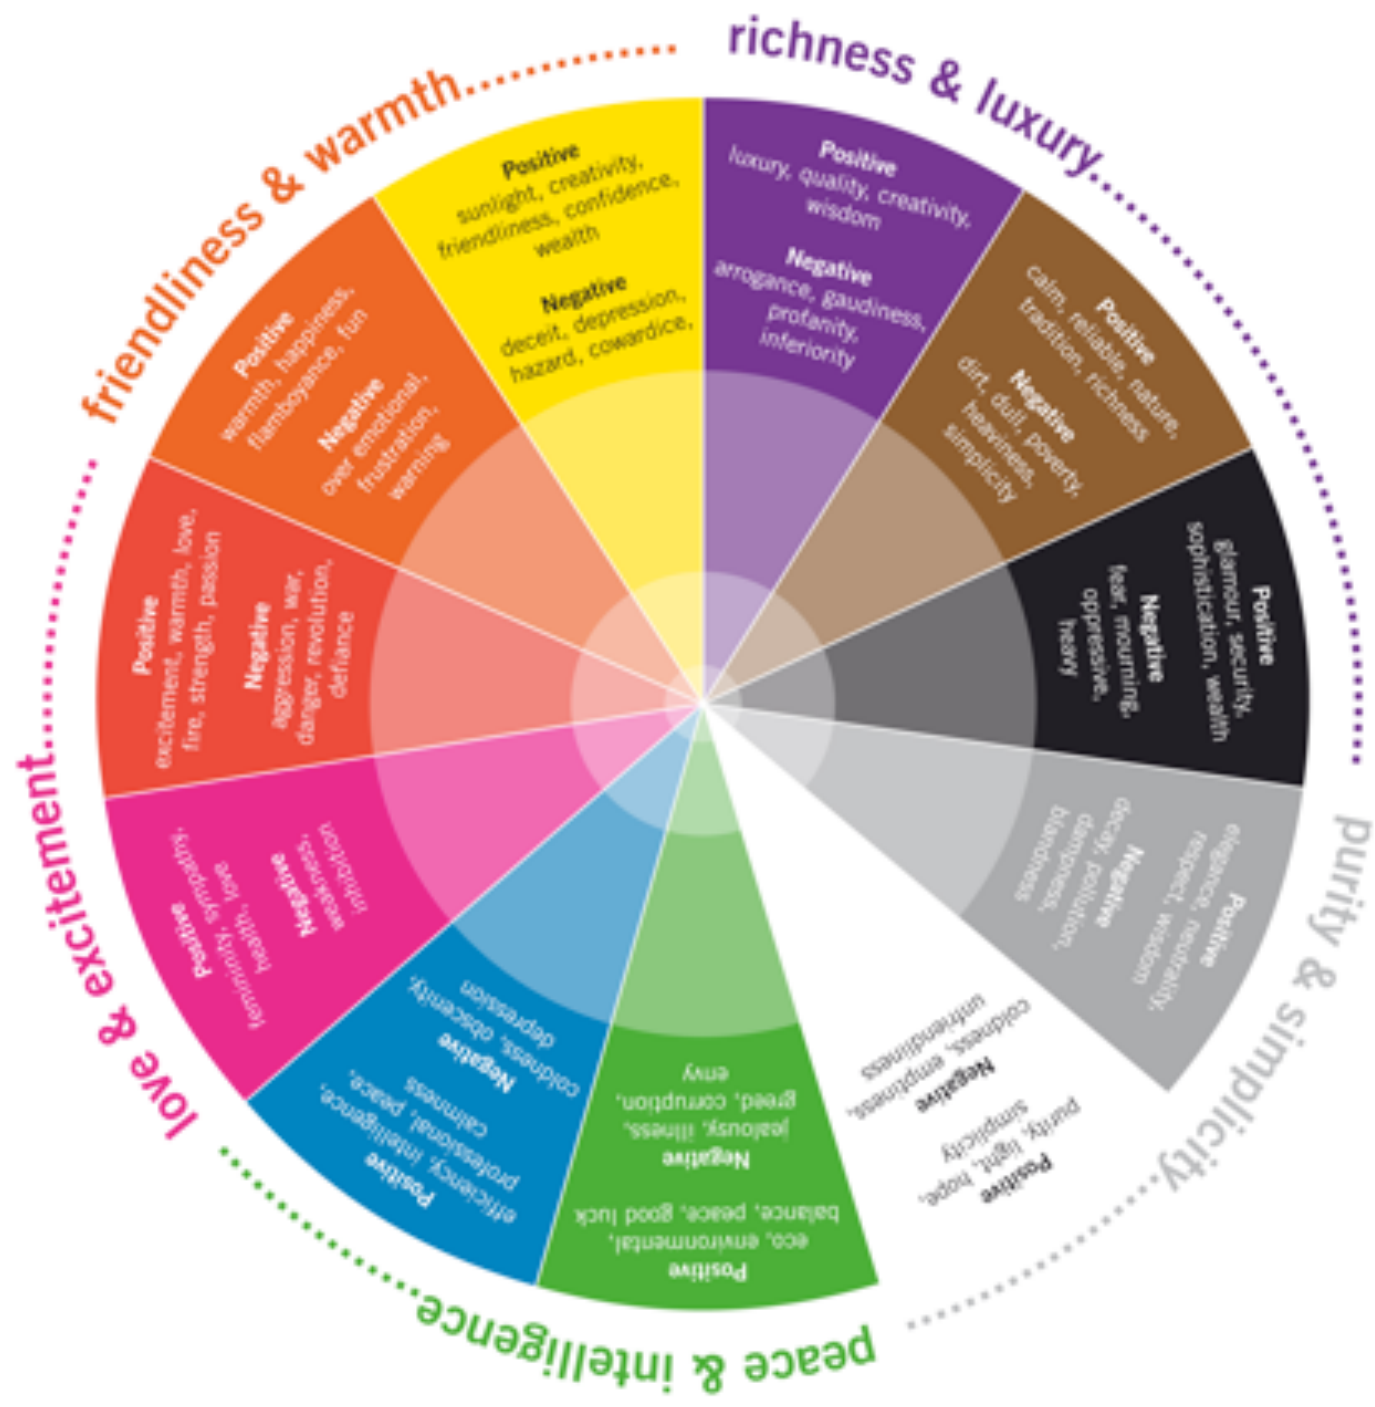 richness & luxury
Positive
luxury, quality, creativity,
wisdom
Negative
arrogance, gaudiness,
profanity,
inferiority
Positive
calm, reliable, nature,
tradition, richness
Negative
dirt, dull, poverty,
heaviness,
simplicity
Positive
glamour, security,
sophistication, wealth
Negative
fear, mourning,
oppressive,
heavy
purity & simplicity
Positive
elegance, neutrality,
respect, wisdom
Negative
decay, pollution,
dampness,
blandness
Positive
purity, light, hope,
simplicity
Negative
coldness, emptiness,
unfriendliness
peace & intelligence
Positive
eco, environmental,
balance, peace, good luck
Negative
jealousy, illness,
greed, corruption,
envy
Positive
efficiency, intelligence,
professional, peace,
calmness
Negative
coldness, obscenity,
depression
love & excitement
Positive
femininity, sympathy,
health, love
Negative
weakness,
inhibition
Positive
excitement, warmth, love,
fire, strength, passion
Negative
aggression, war,
danger, revolution,
defiance
friendliness & warmth
Positive
warmth, happiness,
flamboyance, fun
Negative
over emotional,
frustration,
warning
Positive
sunlight, creativity,
friendliness, confidence,
wealth
Negative
deceit, depression,
hazard, cowardice,